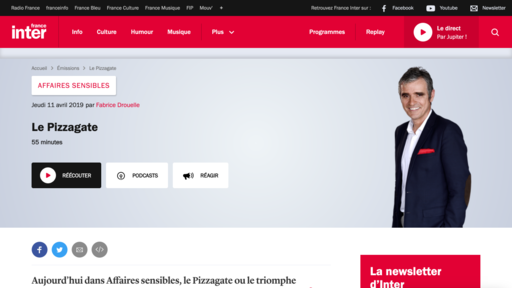 Radio France franceinfo France Bleu France Culture France Musique FIP Mouv' +
Retrouvez France Inter sur : Facebook Youtube Newsletter
france
inter
Info Culture Humour Musique Plus Programmes Replay
Le direct
Par Jupiter !
Accueil > Émissions > Le Pizzagate
AFFAIRES SENSIBLES
Jeudi 11 avril 2019 par Fabrice Drouelle
Le Pizzagate
55 minutes
RÉÉCOUTER PODCASTS RÉAGIR
Aujourd'hui dans Affaires sensibles, le Pizzagate ou le triomphe
La newsletter
d'Inter